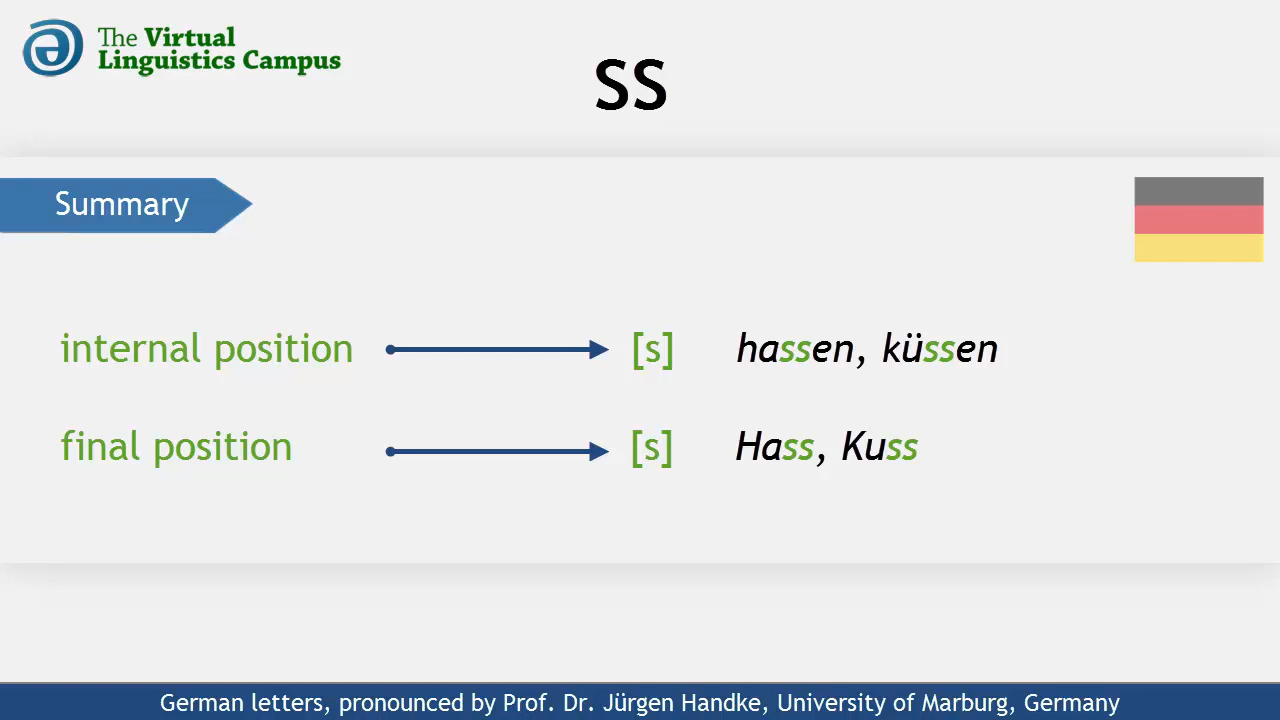 The Virtual
Linguistics Campus
ss
Summary
internal position [s] hassen, küssen
final position [s] Hass, Kuss
German letters, pronounced by Prof. Dr. Jürgen Handke, University of Marburg, Germany